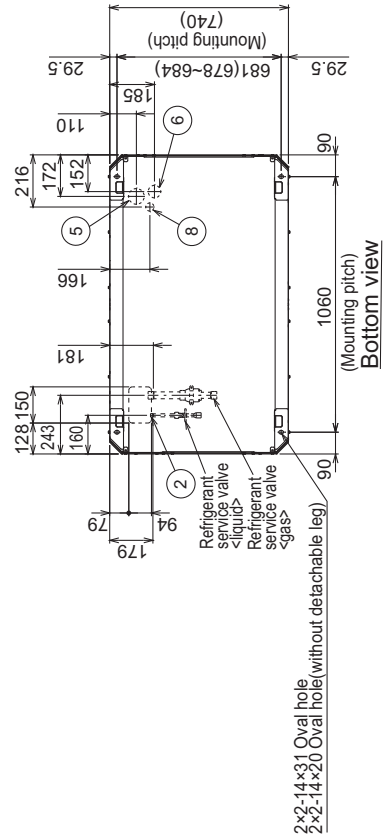 (740)
681(678~684)
(Mounting pitch)
29.5
29.5
185
110
90
216
172
152
5
6
8
166
181
1060
(Mounting pitch)
Bottom view
128
150
243
160
2
79
94
179
90
Refrigerant
service valve
<liquid>
Refrigerant
service valve
<gas>
2×2-14×31 Oval hole
2×2-14×20 Oval hole(without detachable leg)